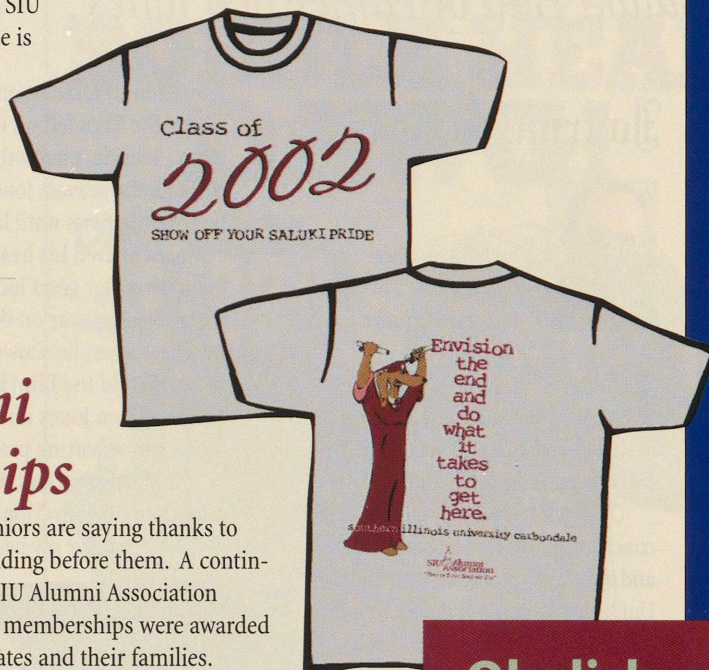 SIU
e is
Class of
2002
SHOW OFF YOUR SALUKI PRIDE
Envision
the
end
and
do
what
it
takes
to
get
here.
southern illinois university carbondale
SIU Alumni
Association
ni
ips
niors are saying thanks to
ding before them. A contin-
IU Alumni Association
memberships were awarded
ates and their families.